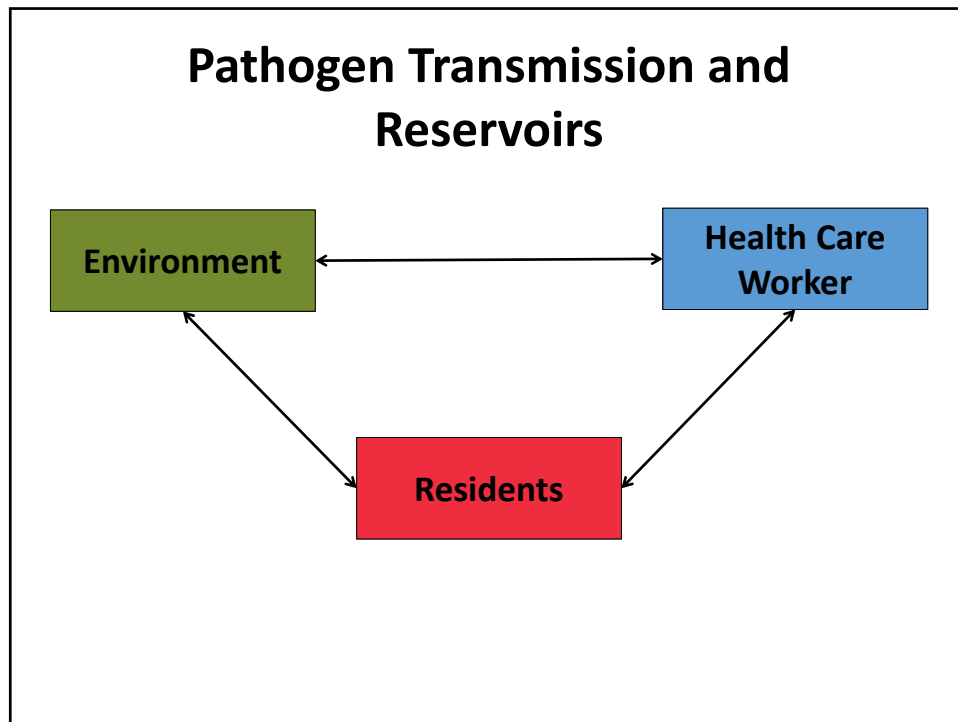 Pathogen Transmission and
Reservoirs
Environment
Health Care
Worker
Residents